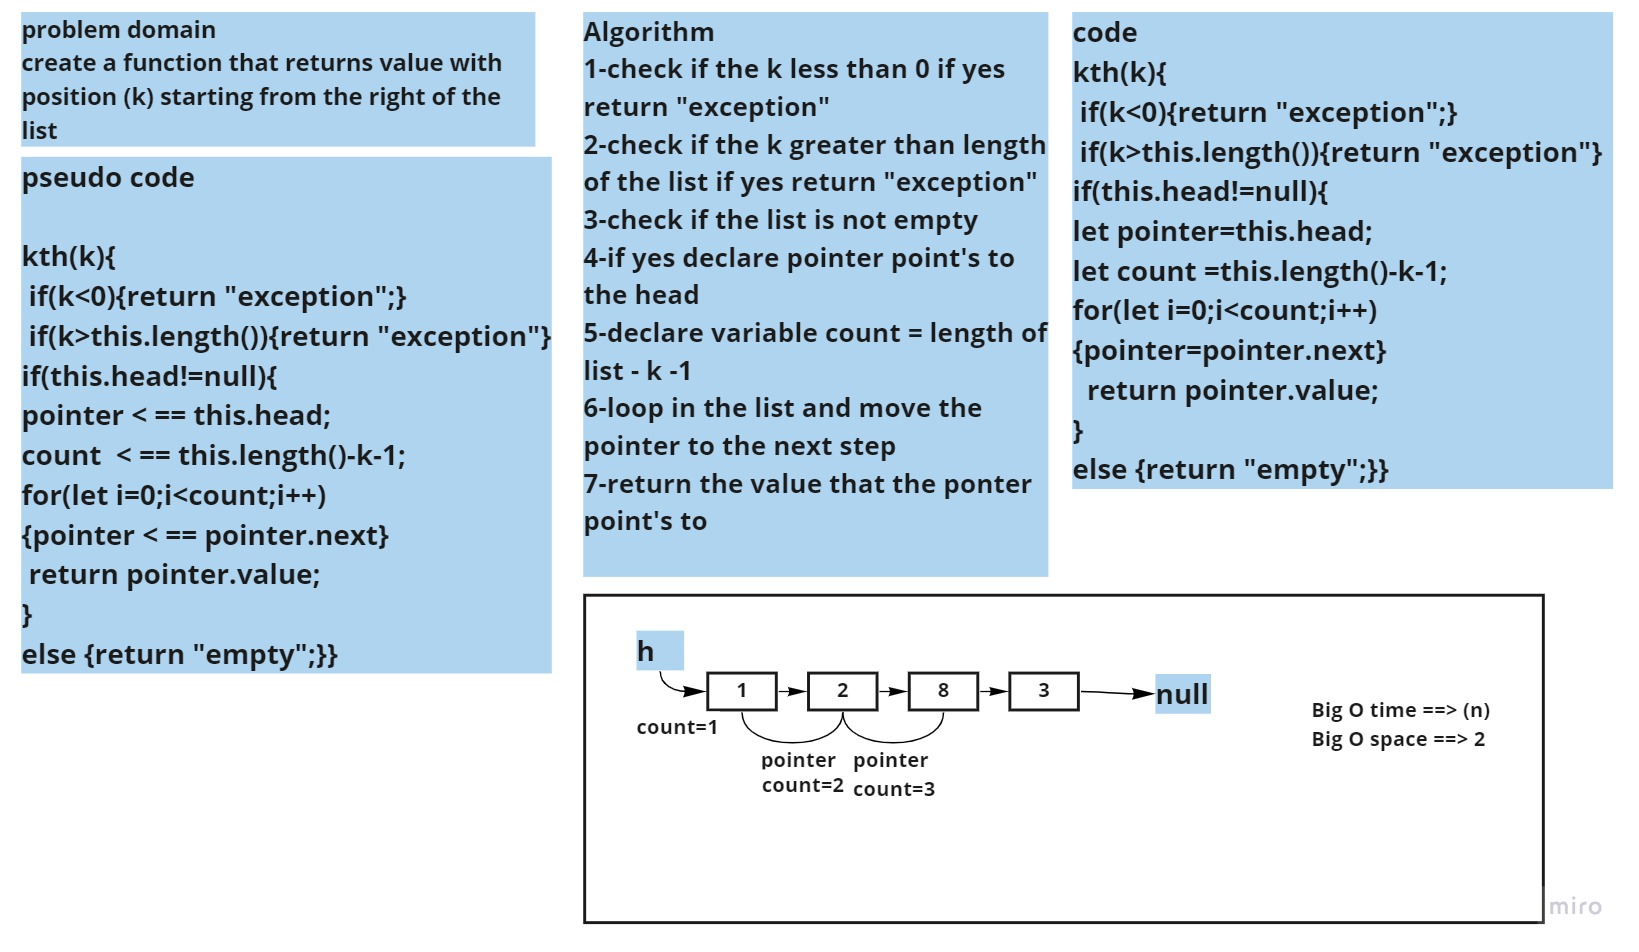 problem domain
create a function that returns value with
position (k) starting from the right of the
list
pseudo code
kth(k){
if(k<0){return "exception";}
if(k>this.length()){return "exception"}
if(this.head!=null){
pointer < == this.head;
count < == this.length()-k-1;
for(let i=0;i<count;i++)
{pointer < == pointer.next}
return pointer.value;
}
else {return "empty";}}
Algorithm
1-check if the k less than 0 if yes
return "exception"
2-check if the k greater than length
of the list if yes return "exception"
3-check if the list is not empty
4-if yes declare pointer point's to
the head
5-declare variable count = length of
list - k -1
6-loop in the list and move the
pointer to the next step
7-return the value that the ponter
point's to
code
kth(k){
if(k<0){return "exception";}
if(k>this.length()){return "exception"}
if(this.head!=null){
let pointer=this.head;
let count =this.length()-k-1;
for(let i=0;i<count;i++)
{pointer=pointer.next}
return pointer.value;
}
else {return "empty";}}
h
1 2 8 3 null
count=1
pointer pointer
count=2 count=3
Big O time ==> (n)
Big O space ==> 2
miro